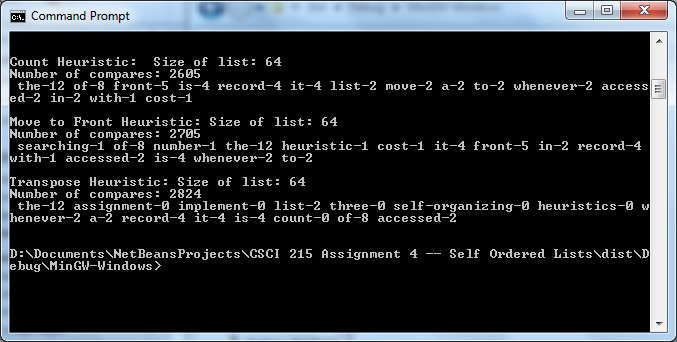 Command Prompt
Count Heuristic:  Size of list: 64
Number of compares: 2605
 the-12 of-8 front-5 is-4 record-4 it-4 list-2 move-2 a-2 to-2 whenever-2 access
ed-2 in-2 with-1 cost-1
Move to Front Heuristic: Size of list: 64
Number of compares: 2705
 searching-1 of-8 number-1 the-12 heuristic-1 cost-1 it-4 front-5 in-2 record-4
with-1 accessed-2 is-4 whenever-2 to-2
Transpose Heuristic: Size of list: 64
Number of compares: 2824
 the-12 assignment-0 implement-0 list-2 three-0 self-organizing-0 heuristics-0 w
henever-2 a-2 record-4 it-4 is-4 count-0 of-8 accessed-2
D:\Documents\NetBeansProjects\CSCI 215 Assignment 4 -- Self Ordered Lists\dist\D
ebug\MinGW-Windows>